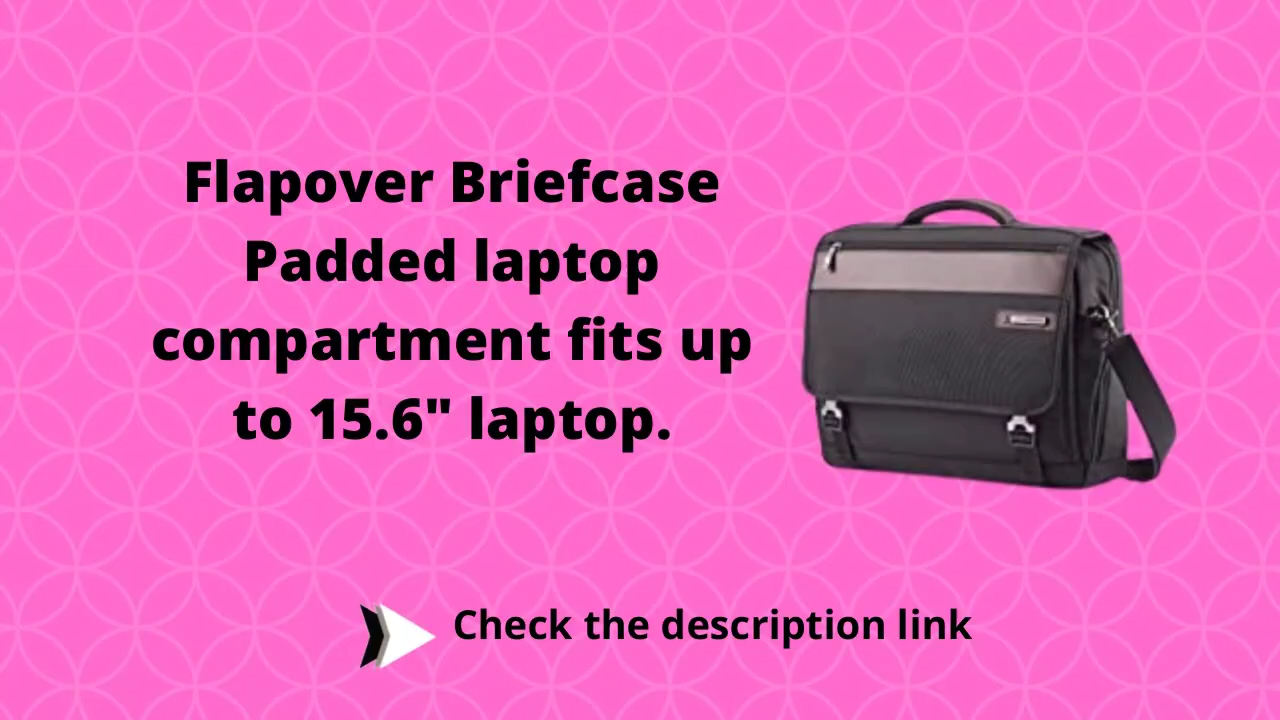 Flapover Briefcase
Padded laptop
compartment fits up
to 15.6" laptop.
Check the description link